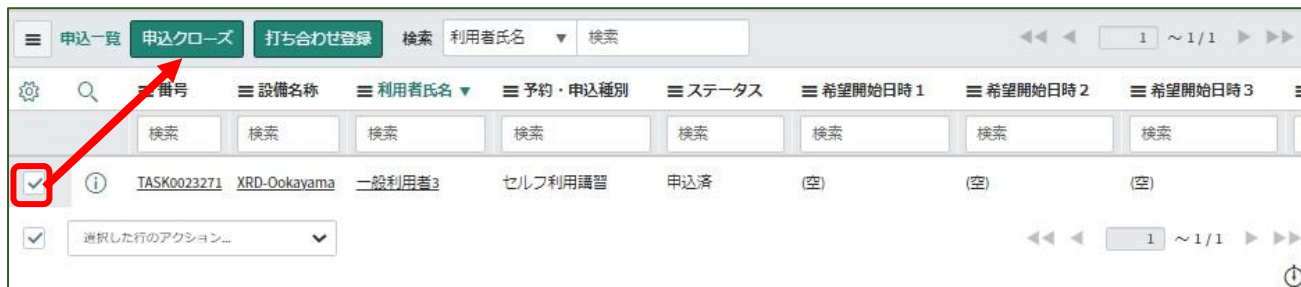 申込一覧 申込クローズ 打ち合わせ登録 検索 利用者氏名 ▼ 検索 1 ～1/1
番号 設備名称 利用者氏名 ▼ 予約・申込種別 ステータス 希望開始日時1 希望開始日時2 希望開始日時3
検索 検索 検索 検索 検索 検索 検索 検索
TASK0023271 XRD-Ookayama 一般利用者3 セルフ利用講習 申込済 (空) (空) (空)
選択した行のアクション... 1 ～1/1